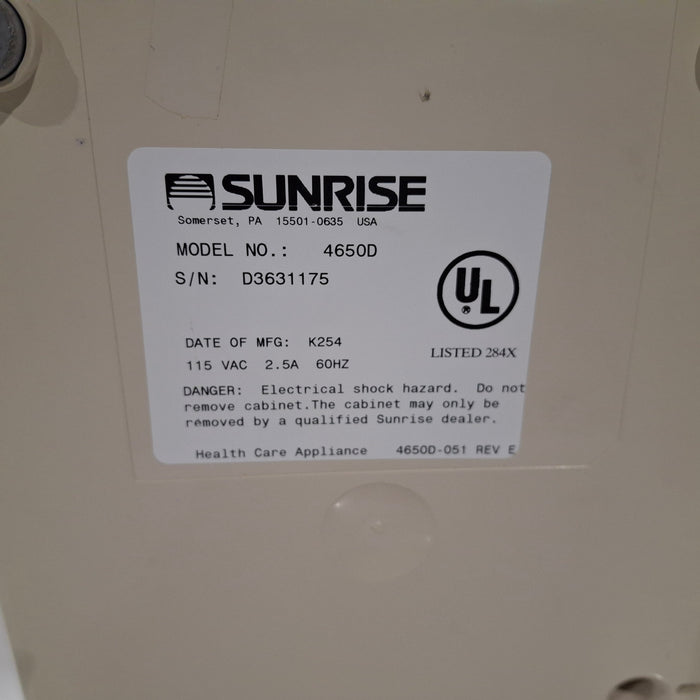 SUNRISE
Somerset, PA 15501-0635 USA
MODEL NO.: 4650D
S/N: D3631175
UL
®
DATE OF MFG: K254
LISTED 284X
115 VAC 2.5A 60HZ
DANGER: Electrical shock hazard. Do not
remove cabinet.The cabinet may only be
removed by a qualified Sunrise dealer.
Health Care Appliance 4650D-051 REV E